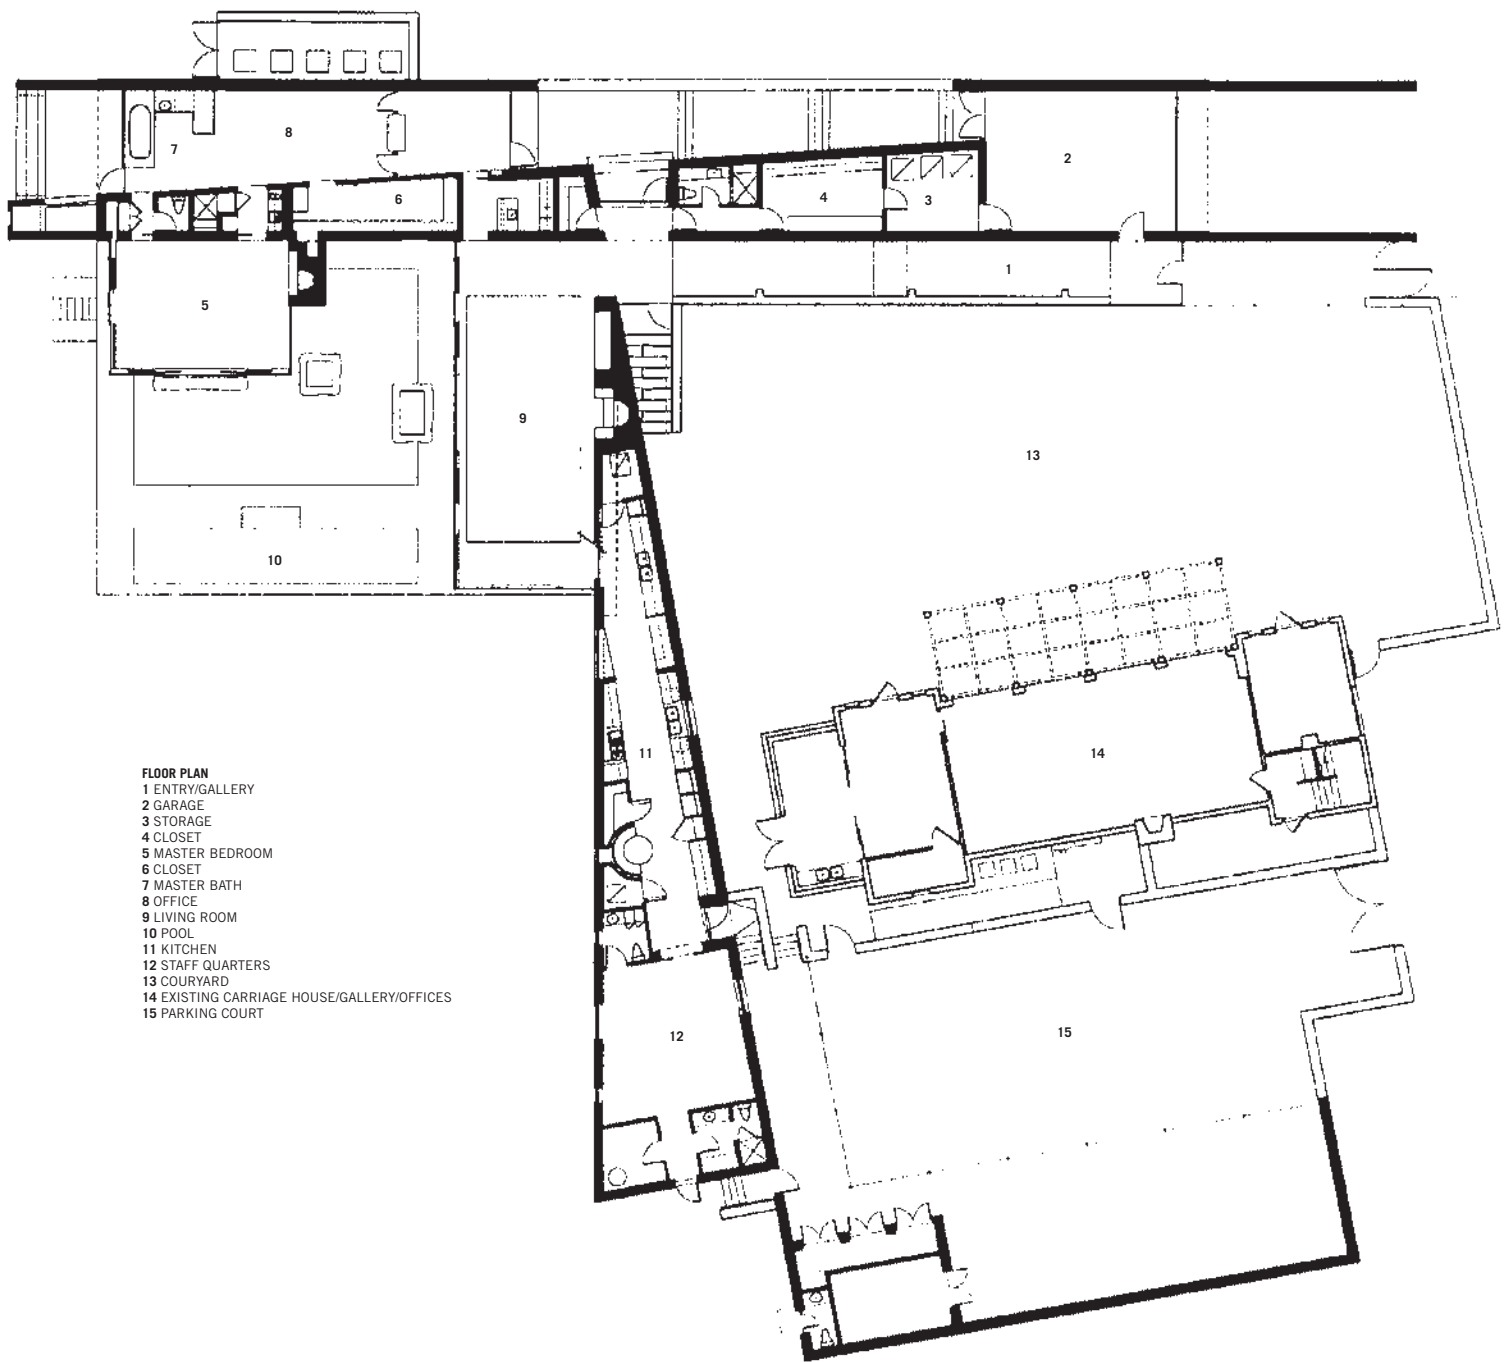 8
7
2
6
4
3
1
5
9
13
10
11
14
FLOOR PLAN
1 ENTRY/GALLERY
2 GARAGE
3 STORAGE
4 CLOSET
5 MASTER BEDROOM
6 CLOSET
7 MASTER BATH
8 OFFICE
9 LIVING ROOM
10 POOL
11 KITCHEN
12 STAFF QUARTERS
13 COURYARD
14 EXISTING CARRIAGE HOUSE/GALLERY/OFFICES
15 PARKING COURT
12
15